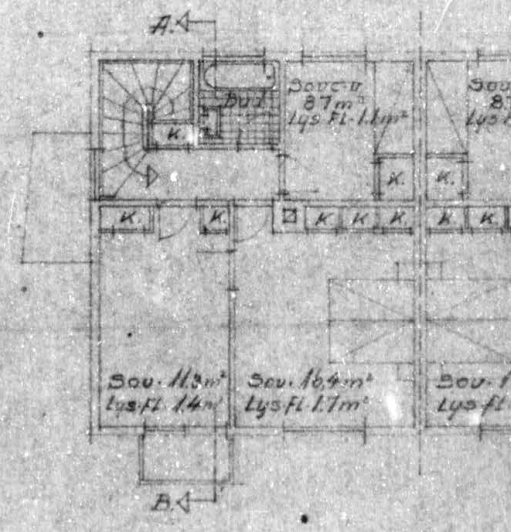 A.
Sov.v.
8.7 m²
Lys.fl. 1.1 m²
Bad
K.
K.
K.
K.
K.
K.
K.
K.
K.
K.
Sov. 11.3 m²
Lys.fl. 1.4 m²
Sov. 16.4 m²
Lys.fl. 1.7 m²
Sov.
Lys.fl.
B.